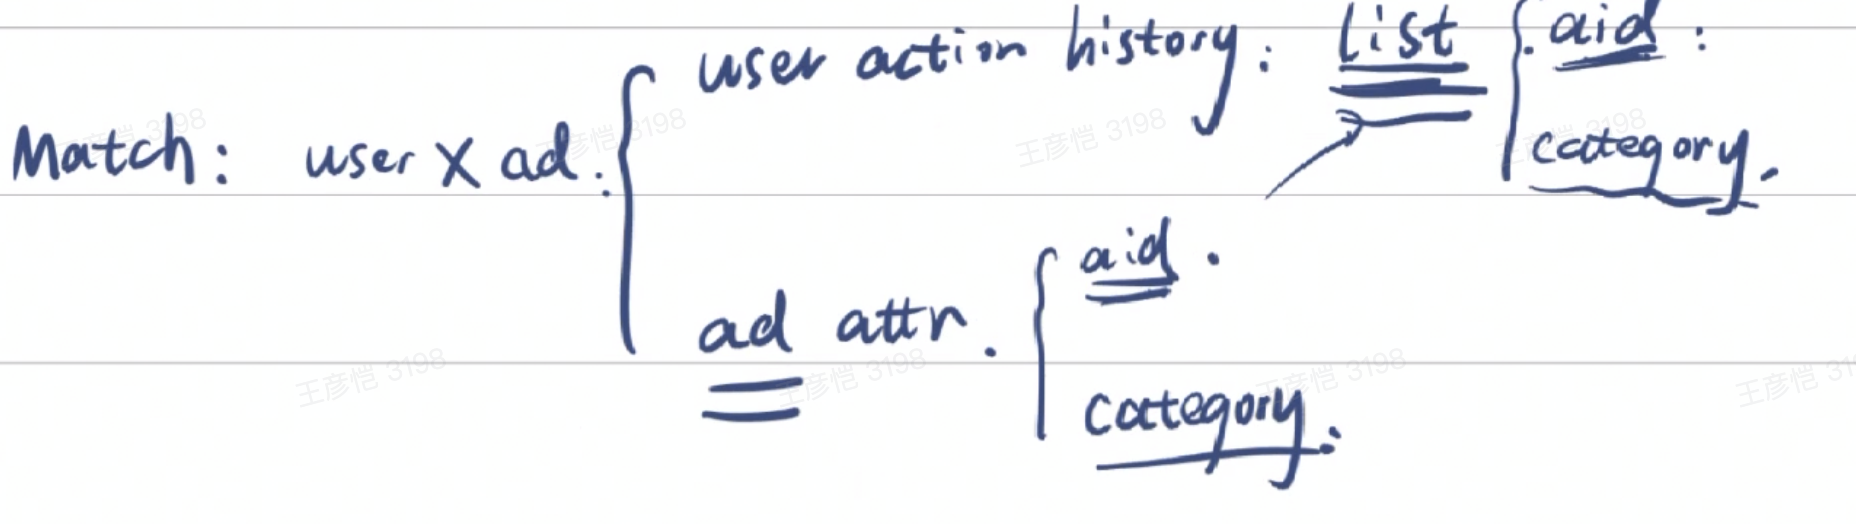 user action history: List { aid:
Match: user X ad: { category.
aid.
ad attr. {
category:
王彦恺 3198
王彦恺 3198
王彦恺 3198
王彦恺 3198
王彦恺 3198
王彦恺 3198
王彦恺 3198
王彦恺 31